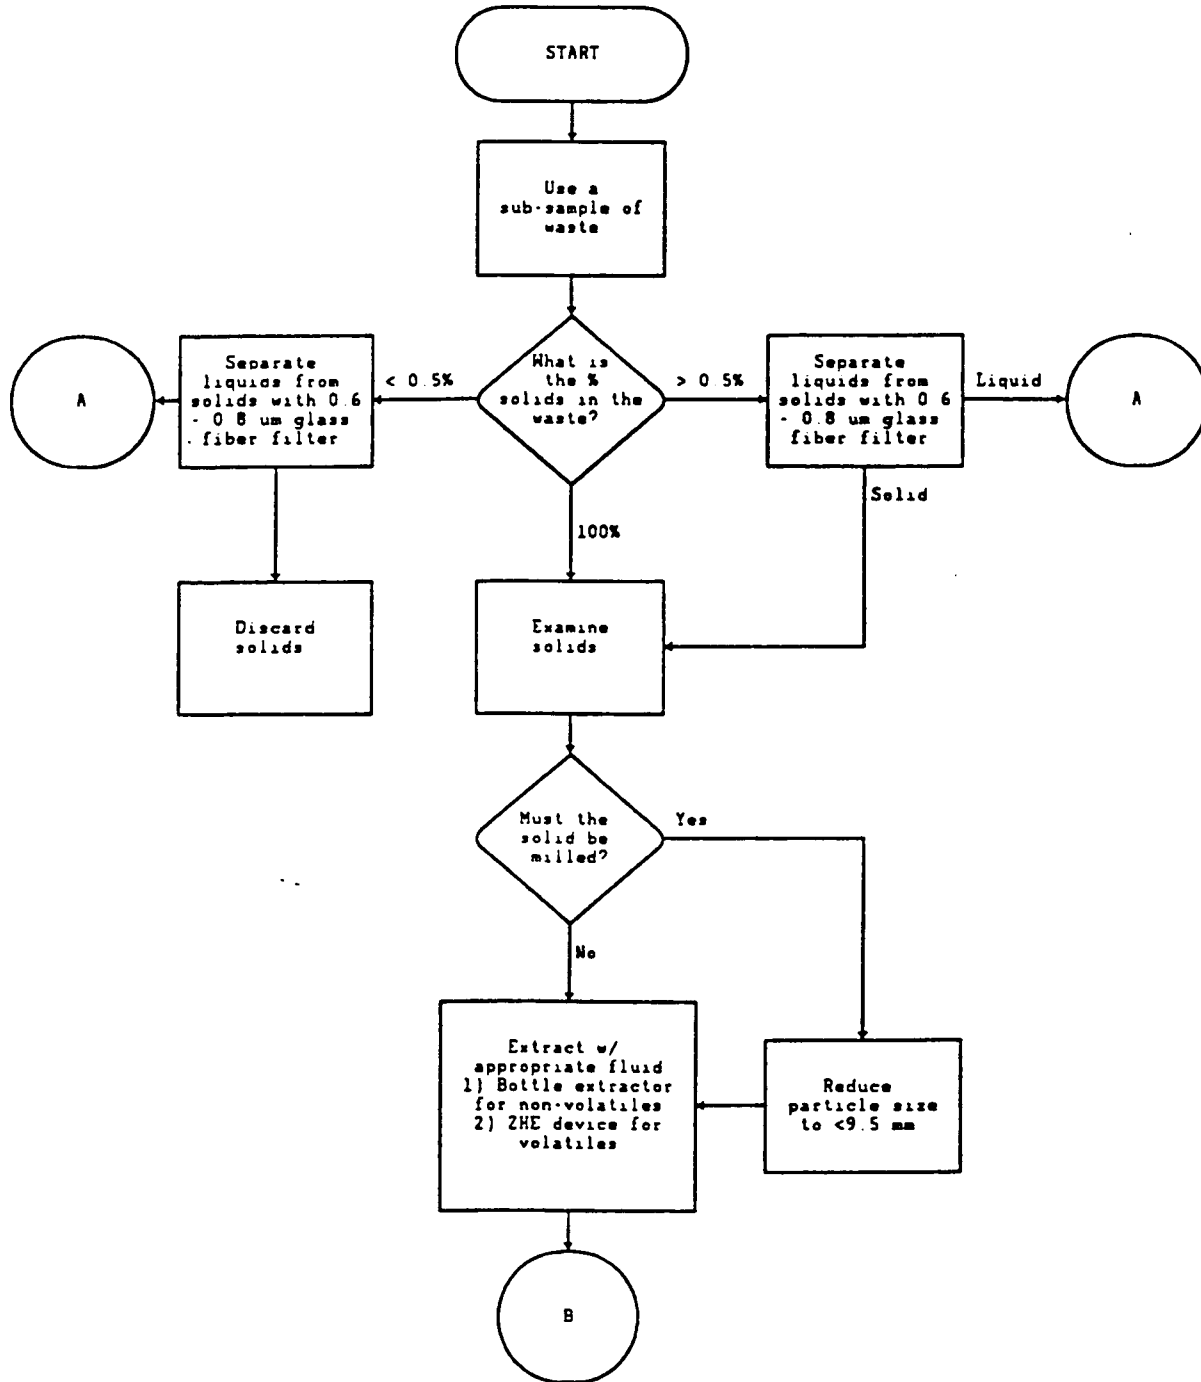 START
Use a
sub-sample of
waste
A
Separate
liquids from
solids with 0.6
- 0.8 um glass
fiber filter
< 0.5%
What is
the %
solids in the
waste?
> 0.5%
Separate
liquids from
solids with 0 6
- 0.8 um glass
fiber filter
Liquid
A
Solid
100%
Discard
solids
Examine
solids
Must the
solid be
milled?
Yes
No
Extract w/
appropriate fluid
1) Bottle extractor
for non-volatiles
2) ZHE device for
volatiles
Reduce
particle size
to <9.5 mm
B